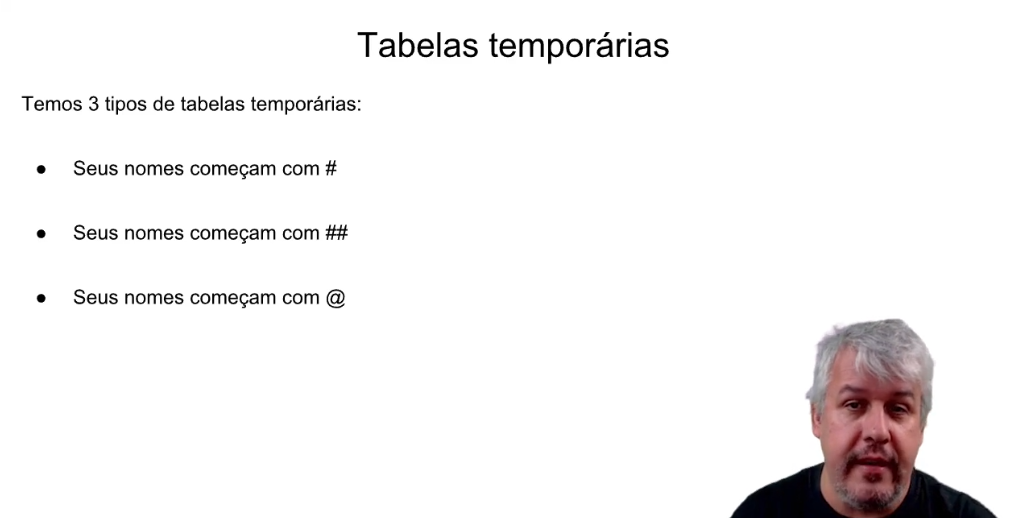 Tabelas temporárias
Temos 3 tipos de tabelas temporárias:
● Seus nomes começam com #
● Seus nomes começam com ##
● Seus nomes começam com @